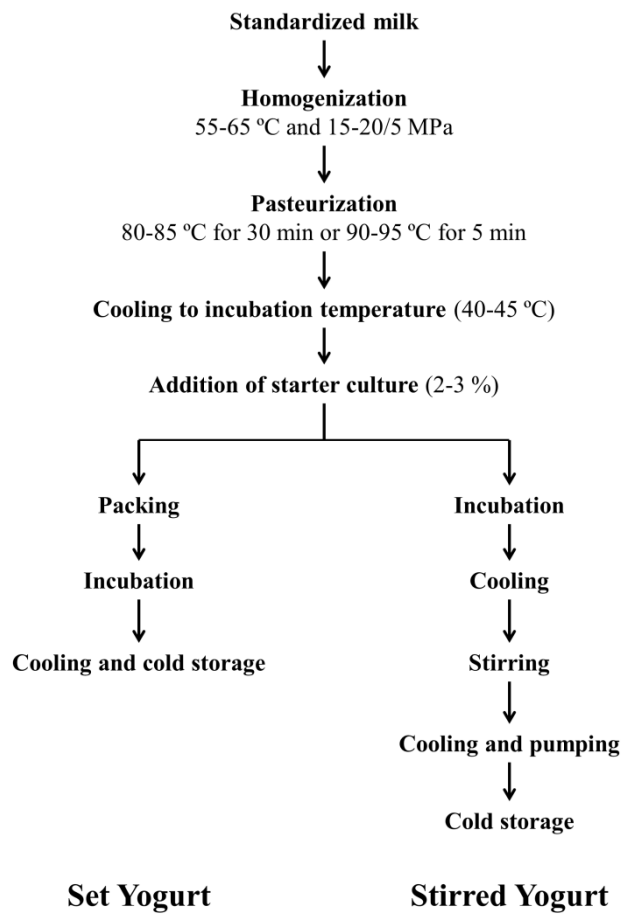 Standardized milk
Homogenization
55-65 ºC and 15-20/5 MPa
Pasteurization
80-85 ºC for 30 min or 90-95 ºC for 5 min
Cooling to incubation temperature (40-45 ºC)
Addition of starter culture (2-3 %)
Packing
Incubation
Cooling and cold storage
Set Yogurt
Incubation
Cooling
Stirring
Cooling and pumping
Cold storage
Stirred Yogurt